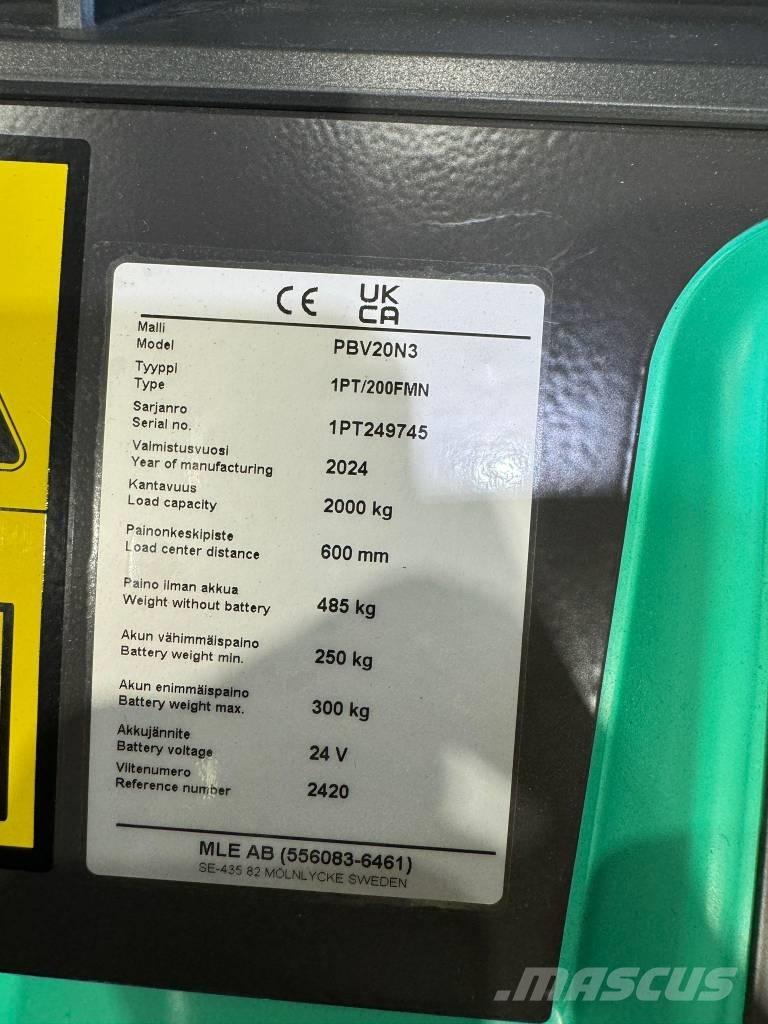 CE UK
CA
Malli
Model PBV20N3
Tyyppi
Type 1PT/200FMN
Sarjanro
Serial no. 1PT249745
Valmistusvuosi
Year of manufacturing 2024
Kantavuus
Load capacity 2000 kg
Painonkeskipiste
Load center distance 600 mm
Paino ilman akkua
Weight without battery 485 kg
Akun vähimmäispaino
Battery weight min. 250 kg
Akun enimmäispaino
Battery weight max. 300 kg
Akkujännite
Battery voltage 24 V
Viitenumero
Reference number 2420
MLE AB (556083-6461)
SE-435 82 MÖLNLYCKE SWEDEN
MASCUS